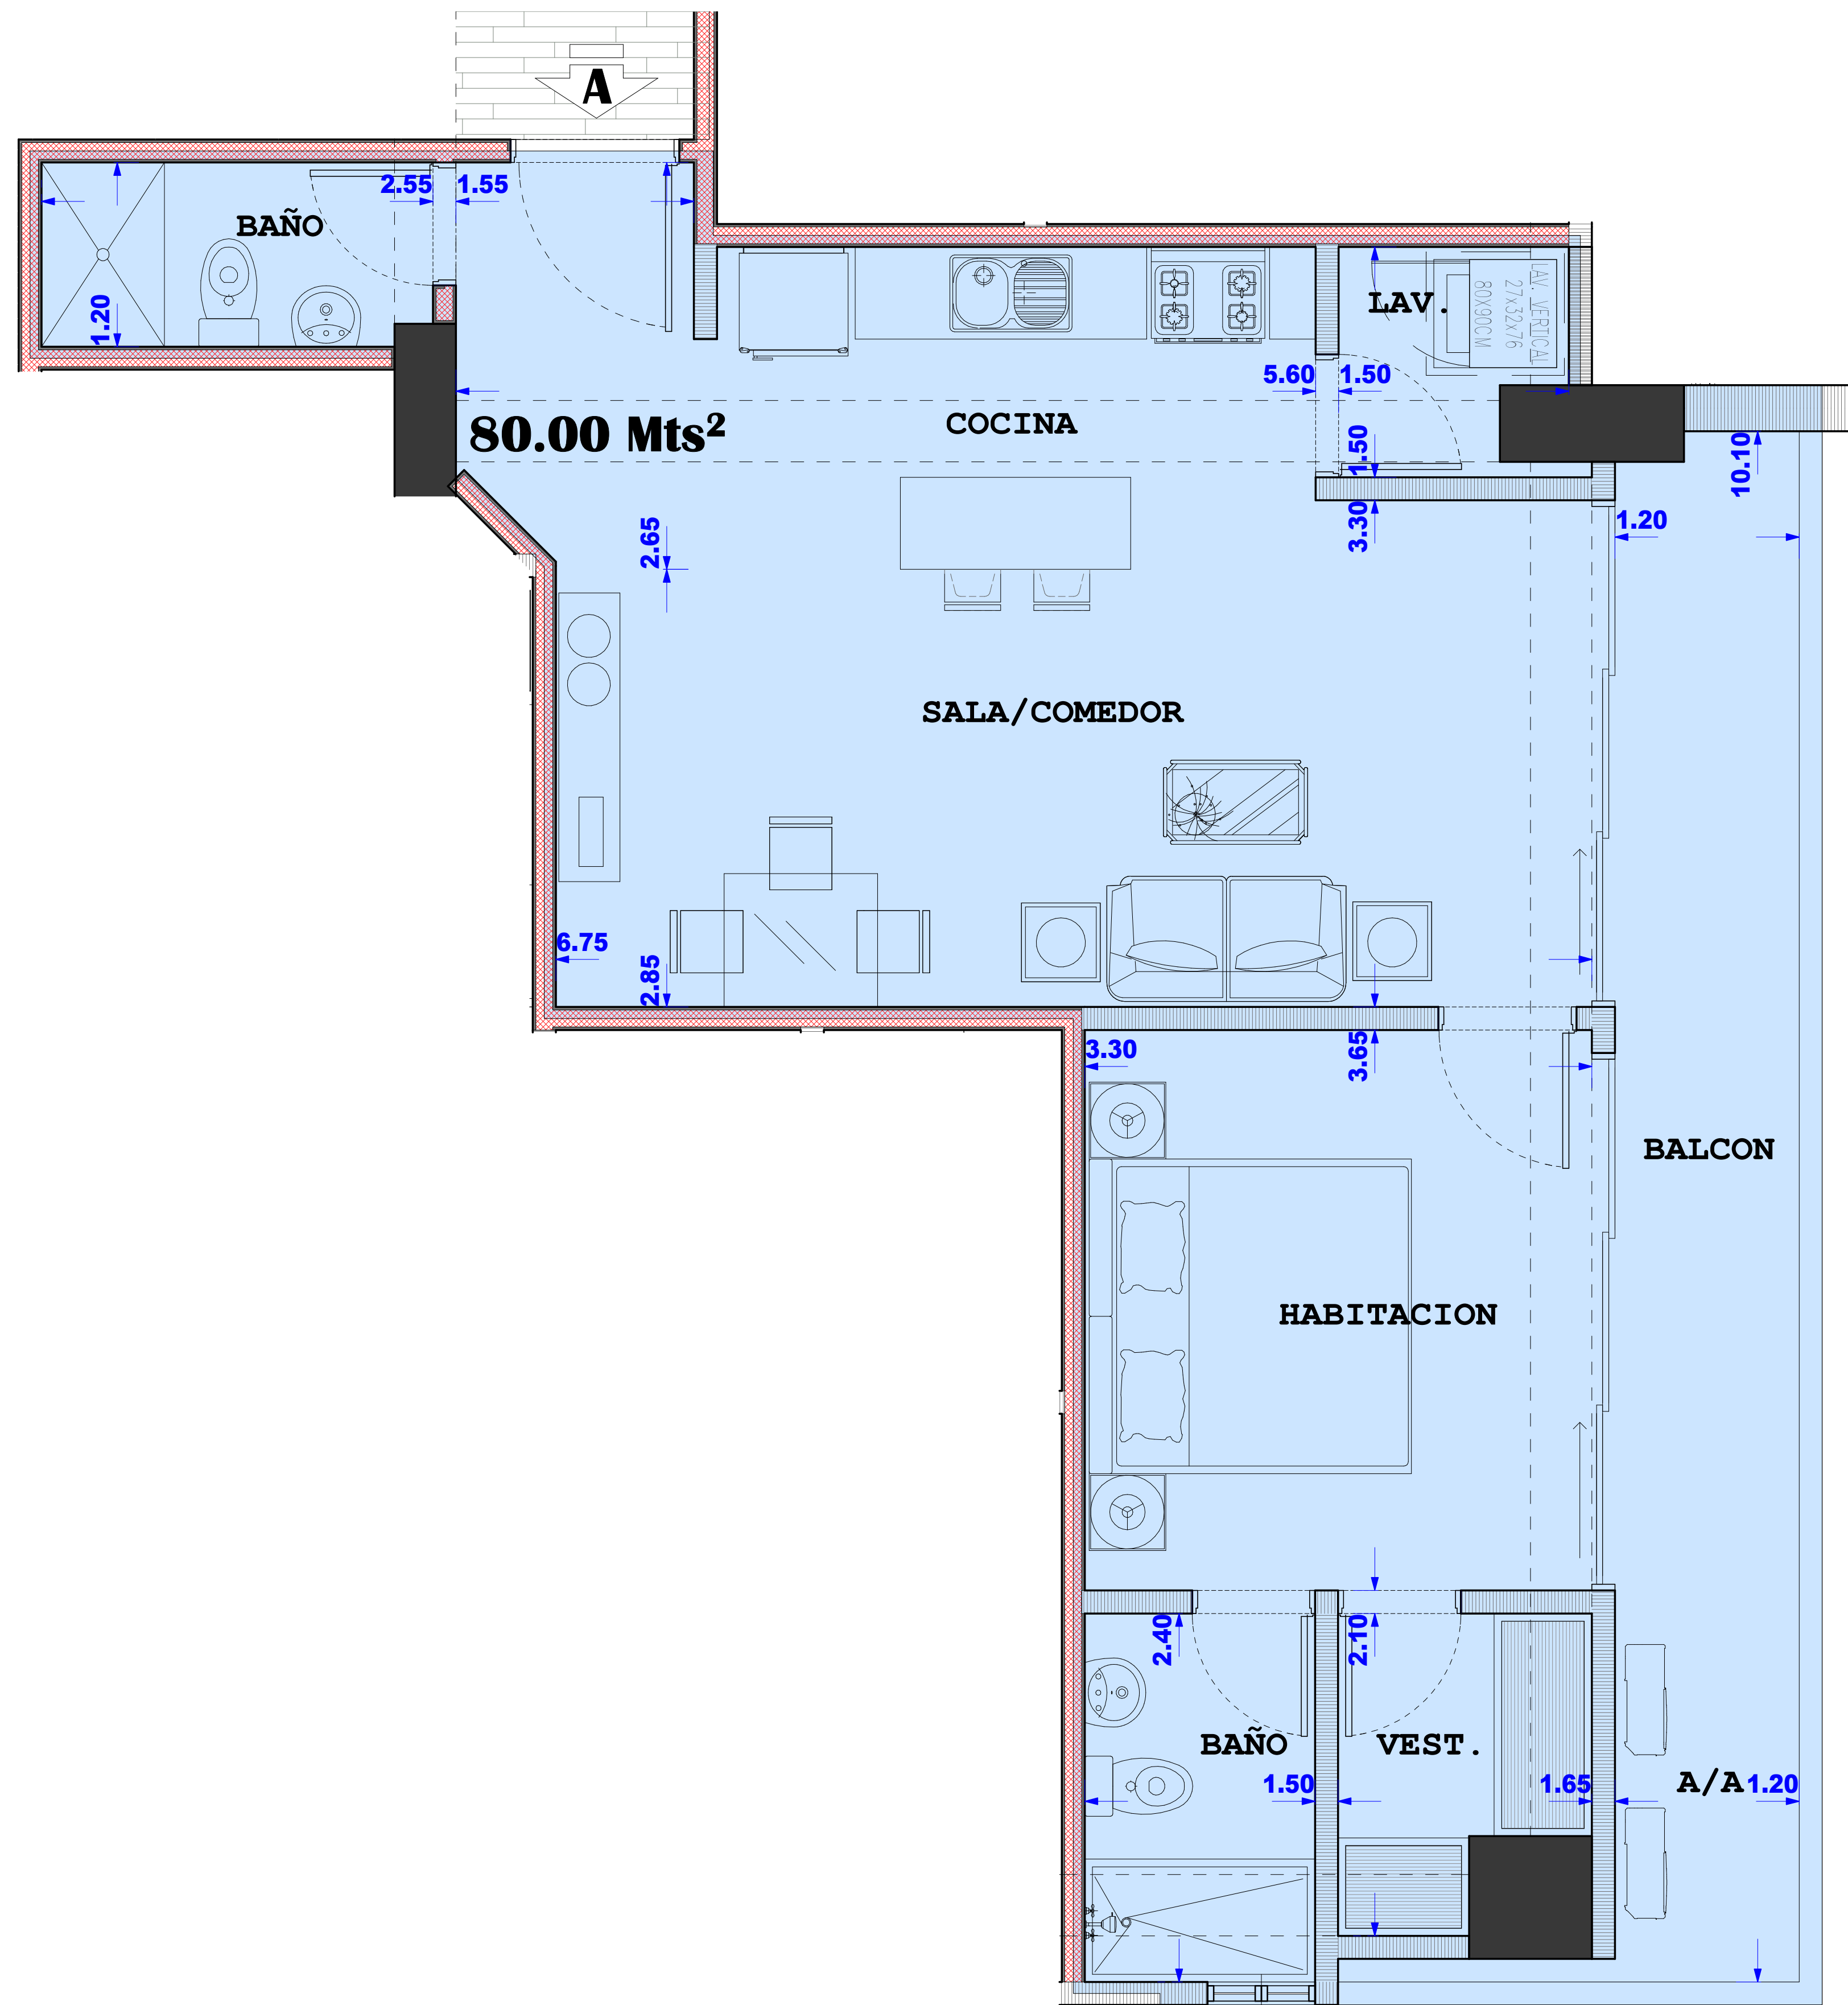 A
2.55
1.55
BAÑO
1.20
LAV.
LAV. VERTICAL
27x32x76
80X90CM
5.60
1.50
80.00 Mts²
COCINA
1.50
10.10
2.65
3.30
1.20
SALA/COMEDOR
6.75
2.85
3.30
3.65
BALCON
HABITACION
2.40
2.10
BAÑO
VEST.
1.50
1.65
A/A
1.20